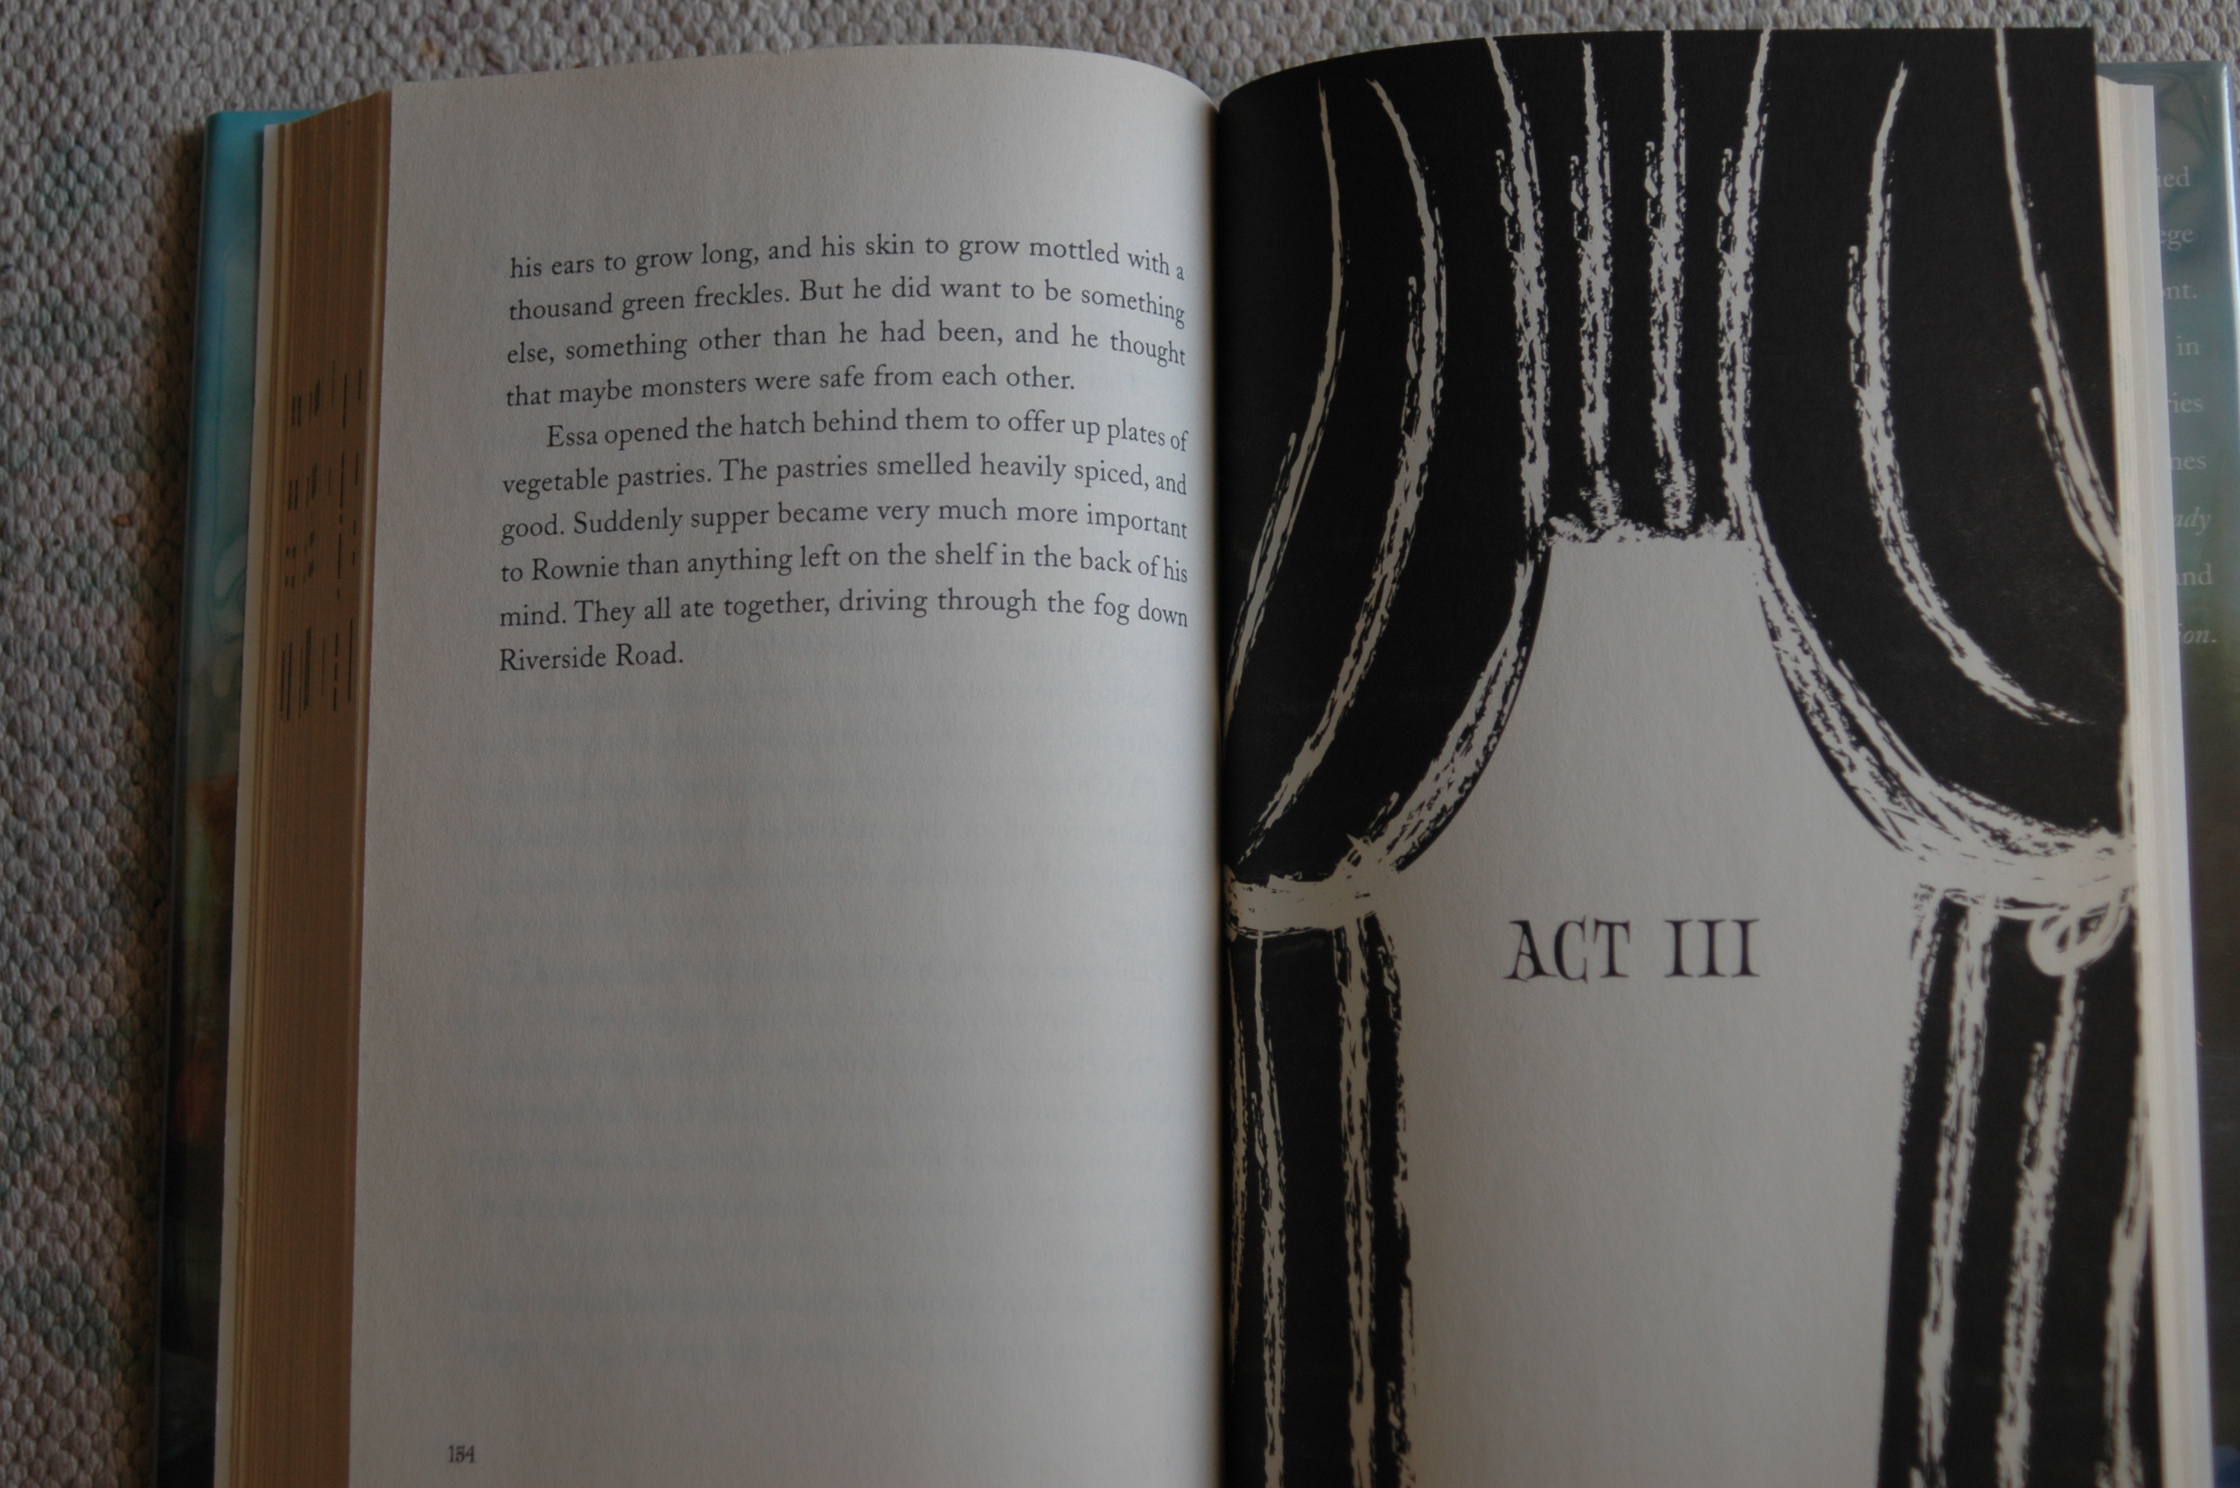 his ears to grow long, and his skin to grow mottled with a
thousand green freckles. But he did want to be something
else, something other than he had been, and he thought
that maybe monsters were safe from each other.
Essa opened the hatch behind them to offer up plates of
vegetable pastries. The pastries smelled heavily spiced, and
good. Suddenly supper became very much more important
to Rownie than anything left on the shelf in the back of his
mind. They all ate together, driving through the fog down
Riverside Road.
154
ACT III
in